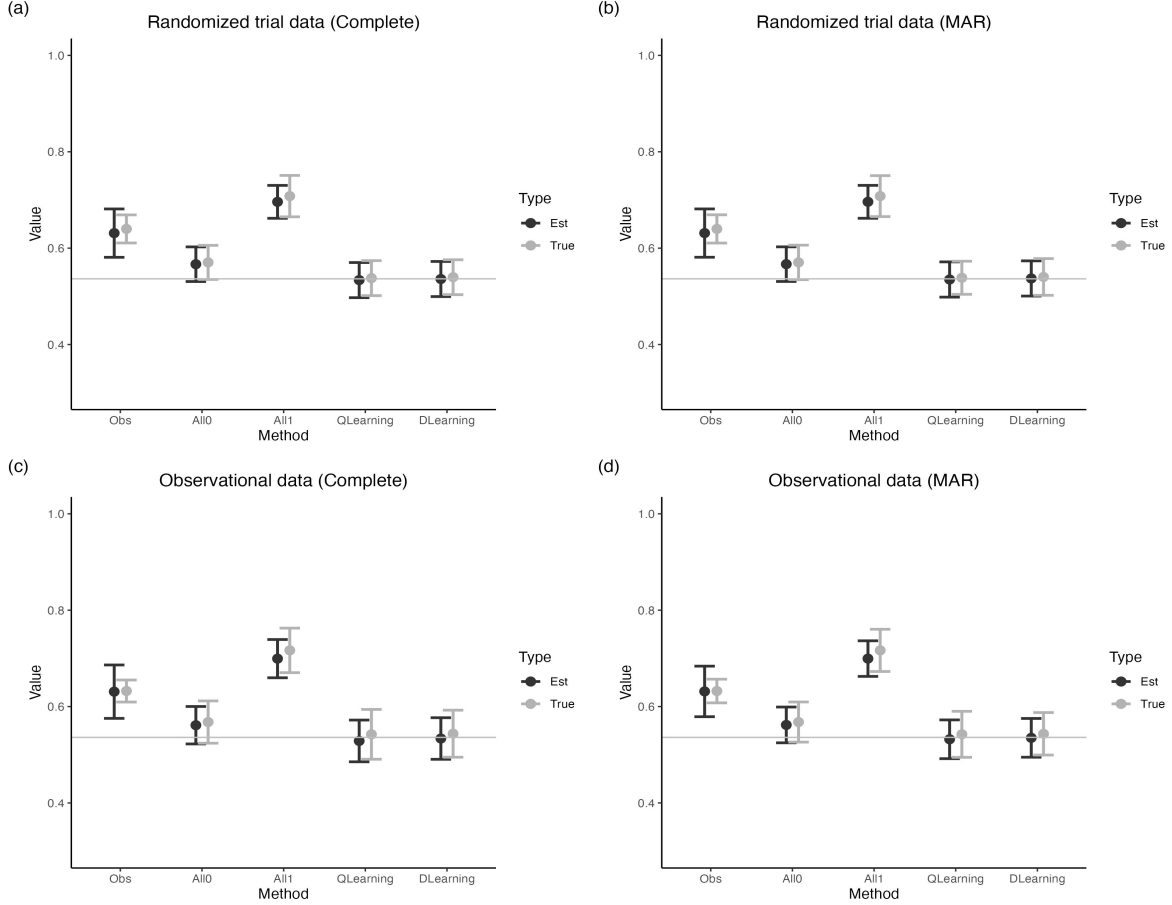 (a)
Randomized trial data (Complete)
1.0
0.8
0.6
0.4
Value
Obs
All0
All1
QLearning
DLearning
Method
Type
Est
True
(b)
Randomized trial data (MAR)
1.0
0.8
0.6
0.4
Value
Obs
All0
All1
QLearning
DLearning
Method
Type
Est
True
(c)
Observational data (Complete)
1.0
0.8
0.6
0.4
Value
Obs
All0
All1
QLearning
DLearning
Method
Type
Est
True
(d)
Observational data (MAR)
1.0
0.8
0.6
0.4
Value
Obs
All0
All1
QLearning
DLearning
Method
Type
Est
True